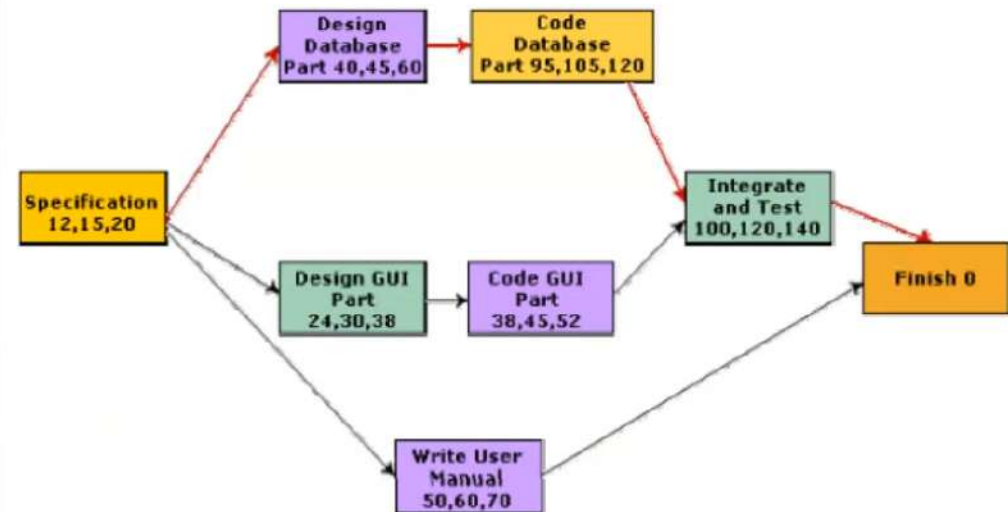 Design
Database
Part 40,45,60
Code
Database
Part 95,105,120
Specification
12,15,20
Integrate
and Test
100,120,140
Design GUI
Part
24,30,38
Code GUI
Part
38,45,52
Finish 0
Write User
Manual
50,60,70